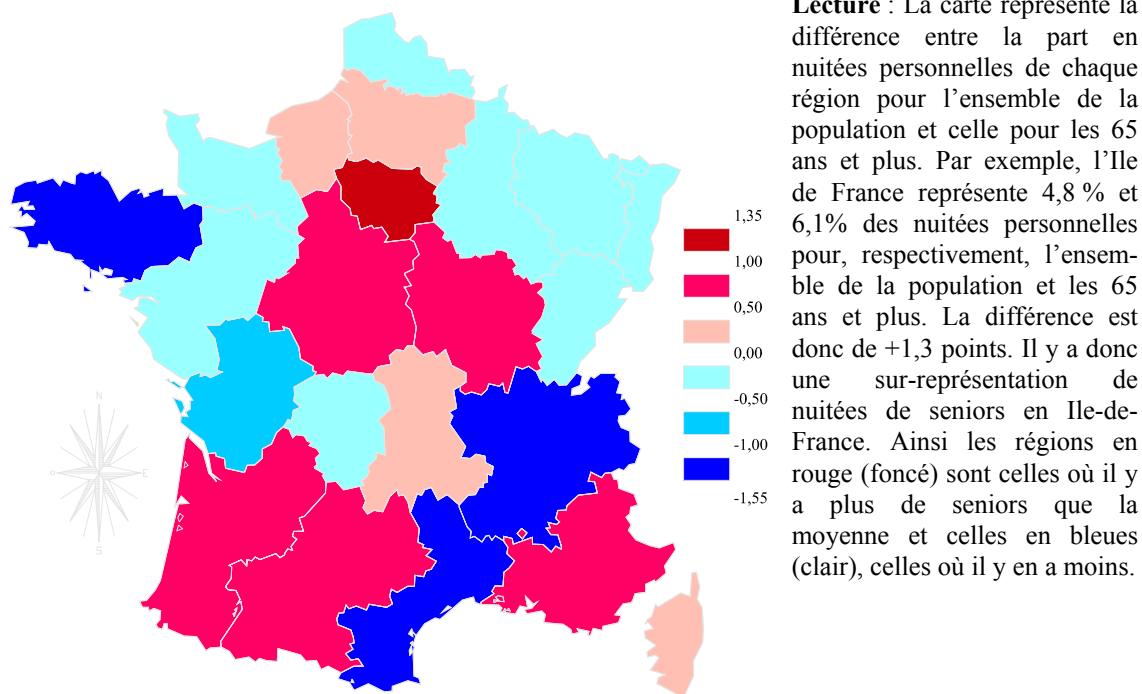 Lecture : La carte représente la
différence entre la part en
nuitées personnelles de chaque
région pour l’ensemble de la
population et celle pour les 65
ans et plus. Par exemple, l’Ile
de France représente 4,8 % et
6,1% des nuitées personnelles
pour, respectivement, l’ensem-
ble de la population et les 65
ans et plus. La différence est
donc de +1,3 points. Il y a donc
une sur-représentation de
nuitées de seniors en Ile-de-
France. Ainsi les régions en
rouge (foncé) sont celles où il y
a plus de seniors que la
moyenne et celles en bleues
(clair), celles où il y en a moins.
1,35
1,00
0,50
0,00
-0,50
-1,00
-1,55
N
O
E
S